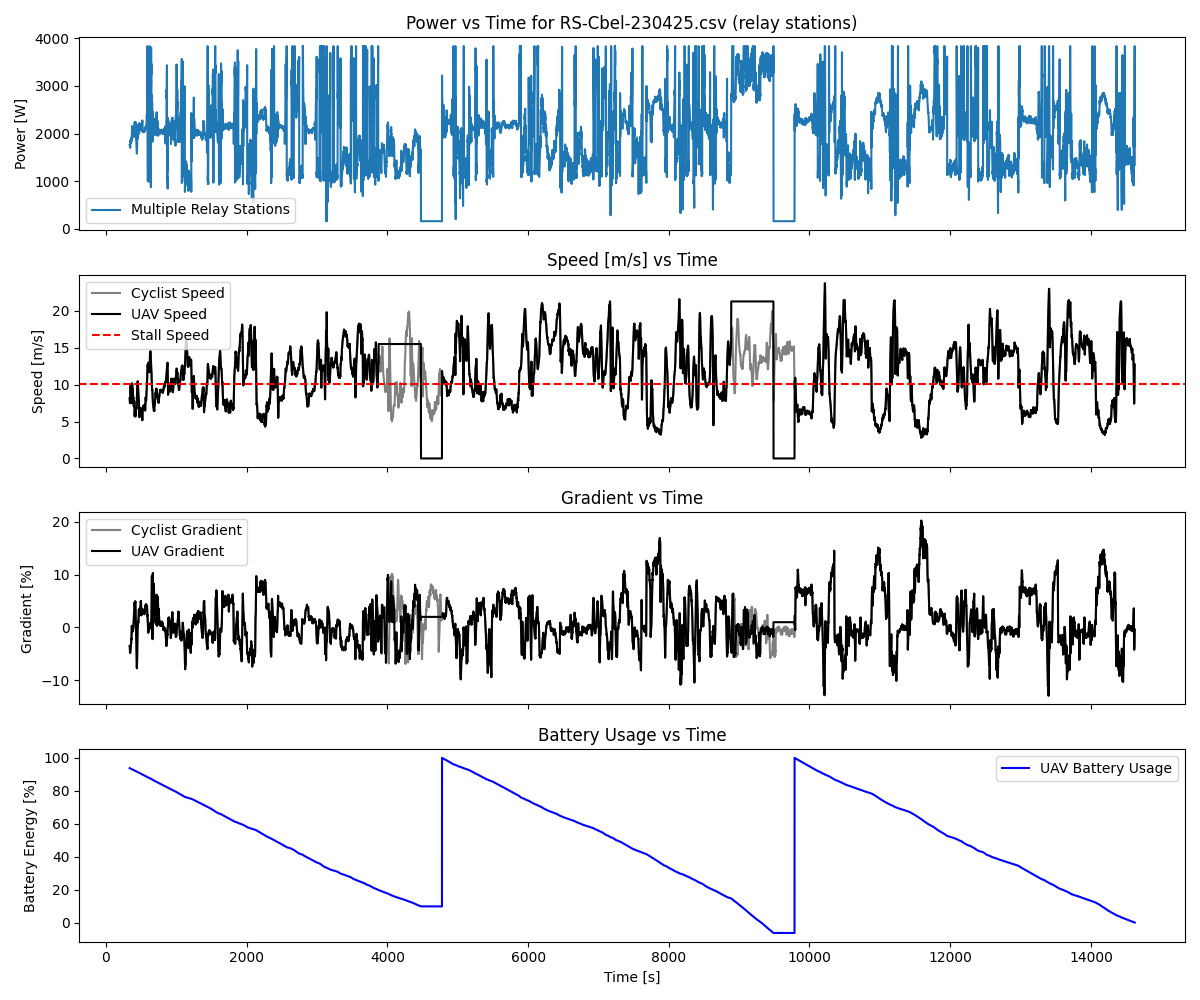 Power vs Time for RS-Cbel-230425.csv (relay stations)
Power [W]
4000
3000
2000
1000
0
Multiple Relay Stations
Speed [m/s] vs Time
Speed [m/s]
20
15
10
5
0
Cyclist Speed
UAV Speed
Stall Speed
Gradient vs Time
Gradient [%]
20
10
0
−10
Cyclist Gradient
UAV Gradient
Battery Usage vs Time
Battery Energy [%]
100
80
60
40
20
0
UAV Battery Usage
0 2000 4000 6000 8000 10000 12000 14000
Time [s]